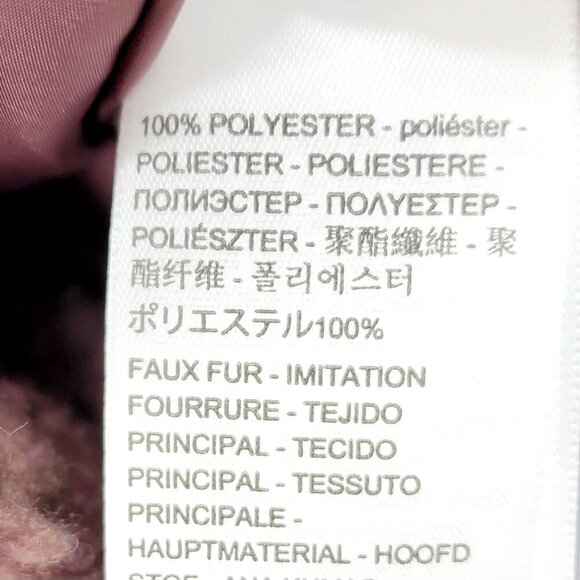 100% POLYESTER - poliéster -
POLIESTER - POLIESTERE -
ПОЛИЭСТЕР - ΠΟΛΥΕΣΤΕΡ -
POLIÉSZTER - 聚酯纖維 - 聚
酯纤维 - 폴리에스터
ポリエステル100%
FAUX FUR - IMITATION
FOURRURE - TEJIDO
PRINCIPAL - TECIDO
PRINCIPAL - TESSUTO
PRINCIPALE -
HAUPTMATERIAL - HOOFD